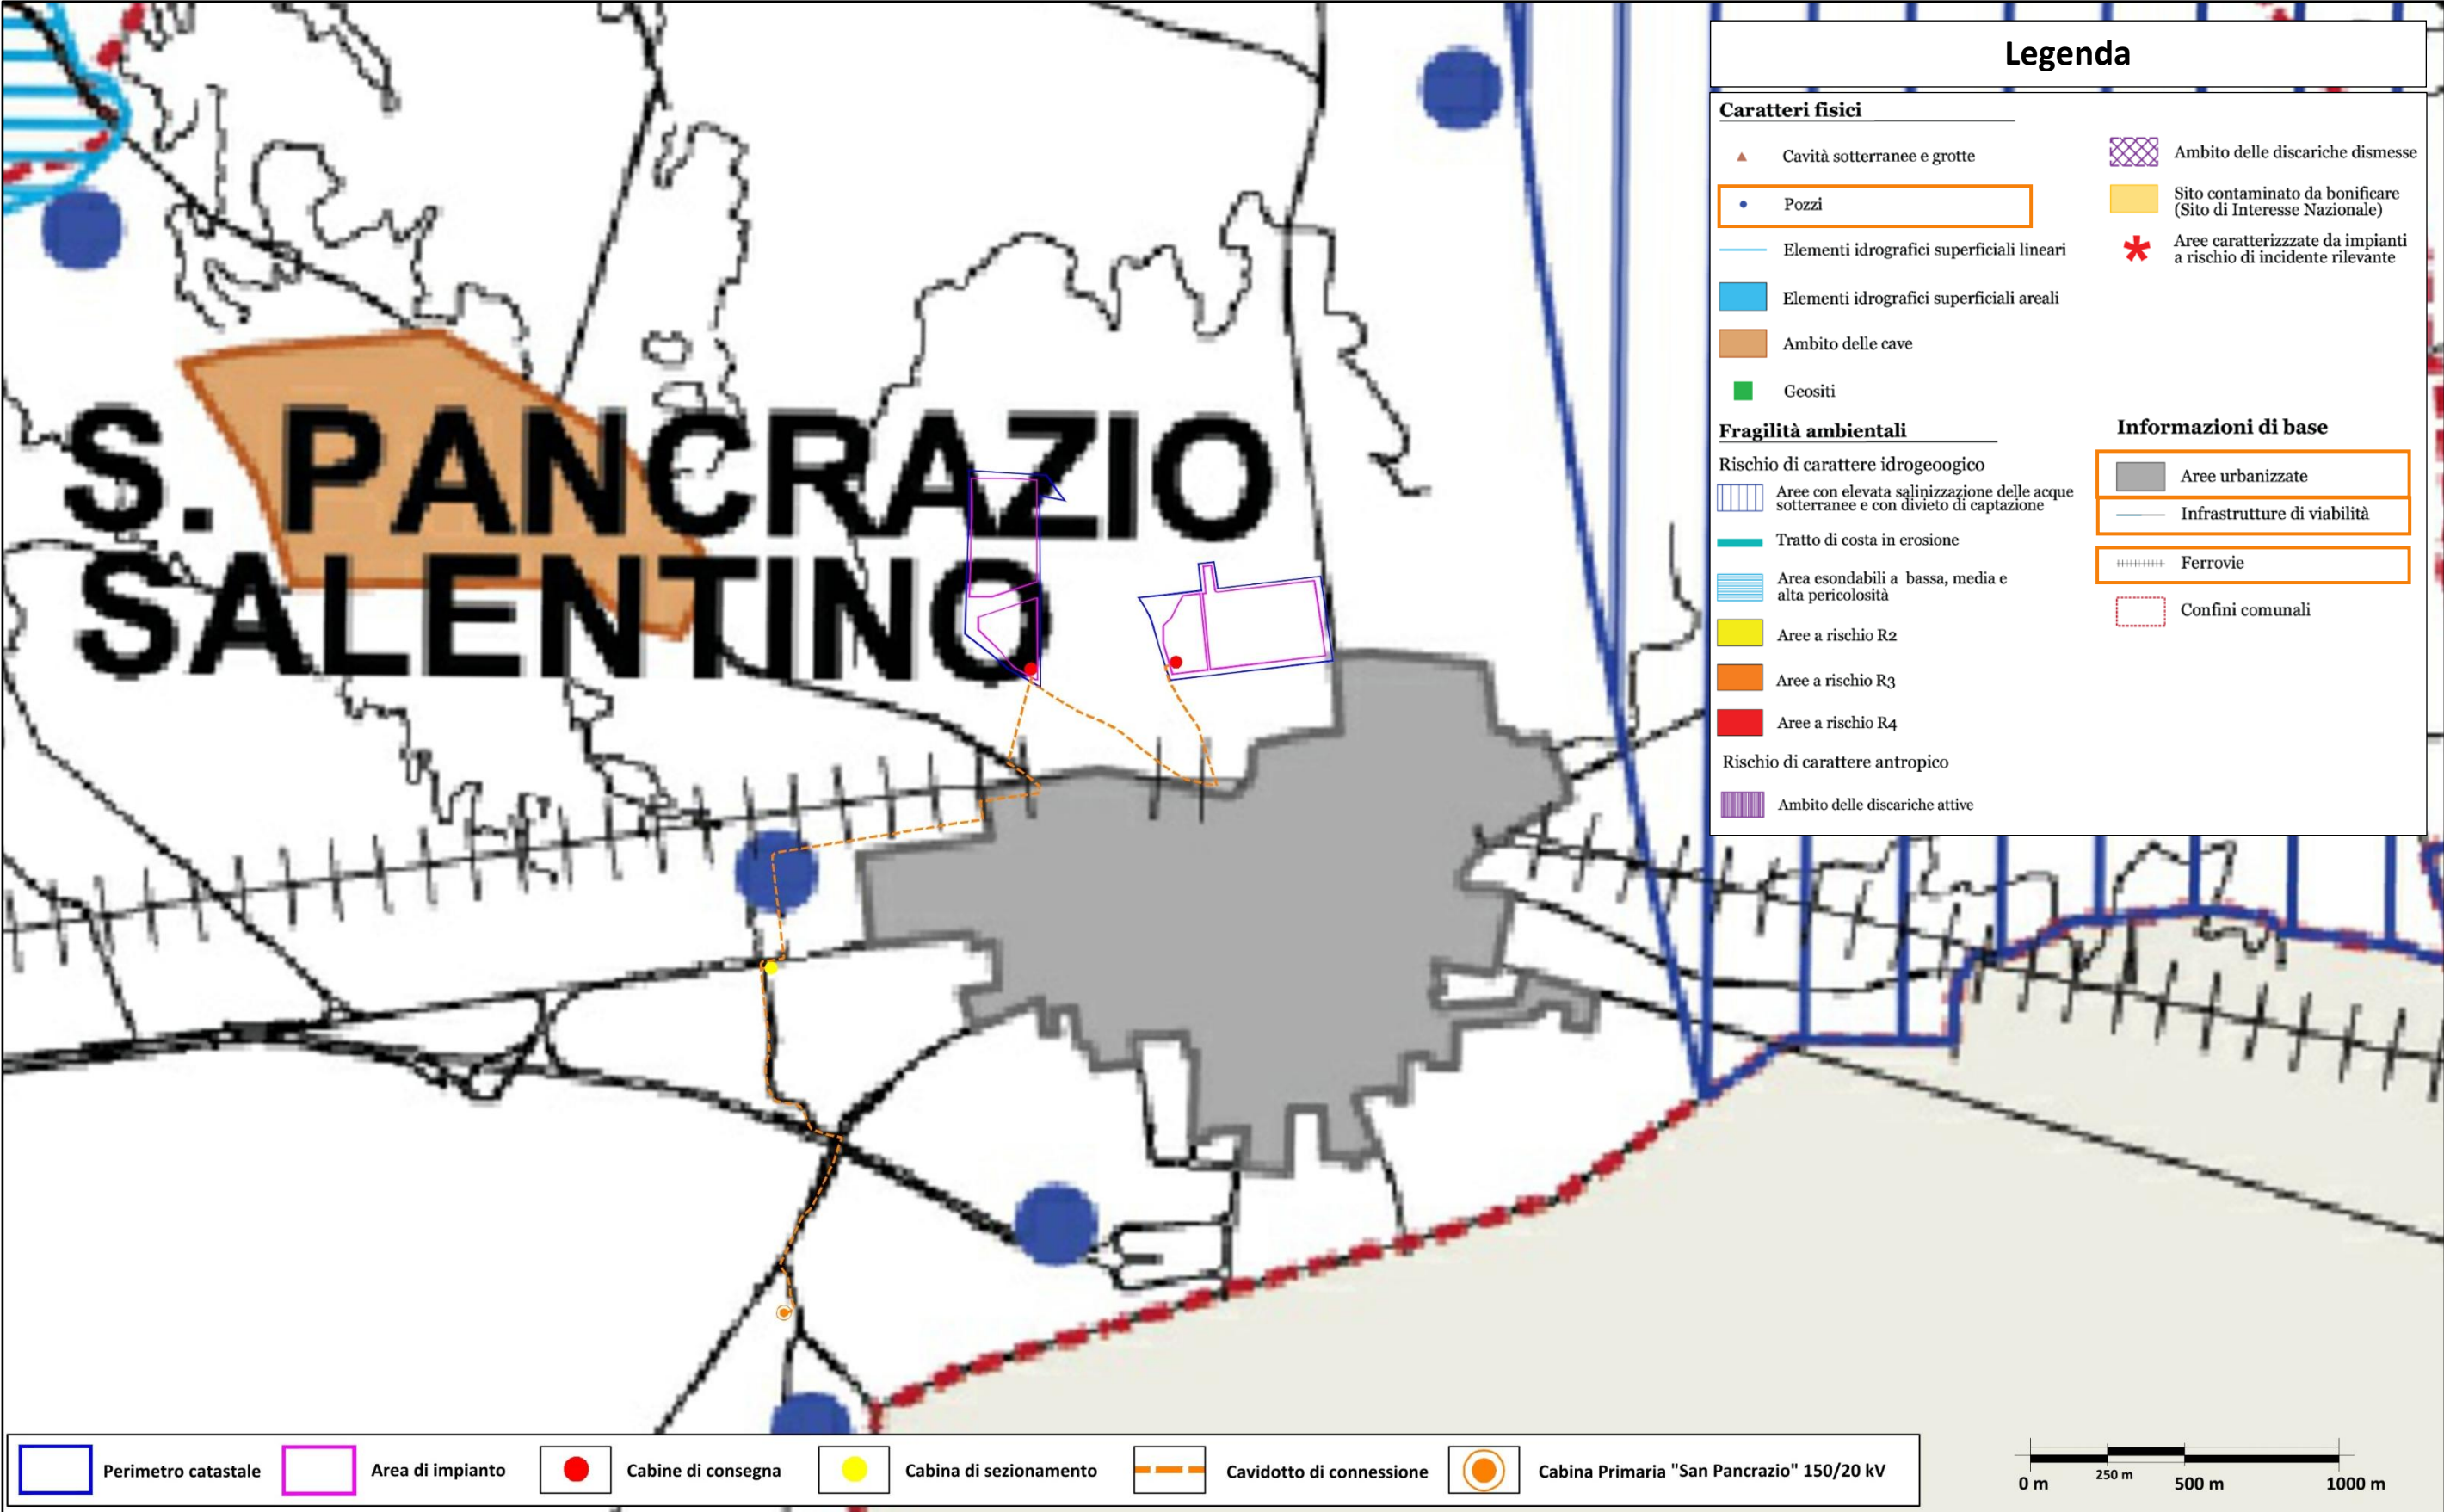 Legenda
Caratteri fisici
Cavità sotterranee e grotte
Pozzi
Elementi idrografici superficiali lineari
Elementi idrografici superficiali areali
Ambito delle cave
Geositi
Fragilità ambientali
Rischio di carattere idrogeoogico
Aree con elevata salinizzazione delle acque
sotterranee e con divieto di captazione
Tratto di costa in erosione
Area esondabili a bassa, media e
alta pericolosità
Aree a rischio R2
Aree a rischio R3
Aree a rischio R4
Rischio di carattere antropico
Ambito delle discariche attive
Ambito delle discariche dismesse
Sito contaminato da bonificare
(Sito di Interesse Nazionale)
Aree caratterizzzate da impianti
a rischio di incidente rilevante
Informazioni di base
Aree urbanizzate
Infrastrutture di viabilità
Ferrovie
Confini comunali
S. PANCRAZIO
SALENTINO
Perimetro catastale
Area di impianto
Cabine di consegna
Cabina di sezionamento
Cavidotto di connessione
Cabina Primaria "San Pancrazio" 150/20 kV
0 m
250 m
500 m
1000 m